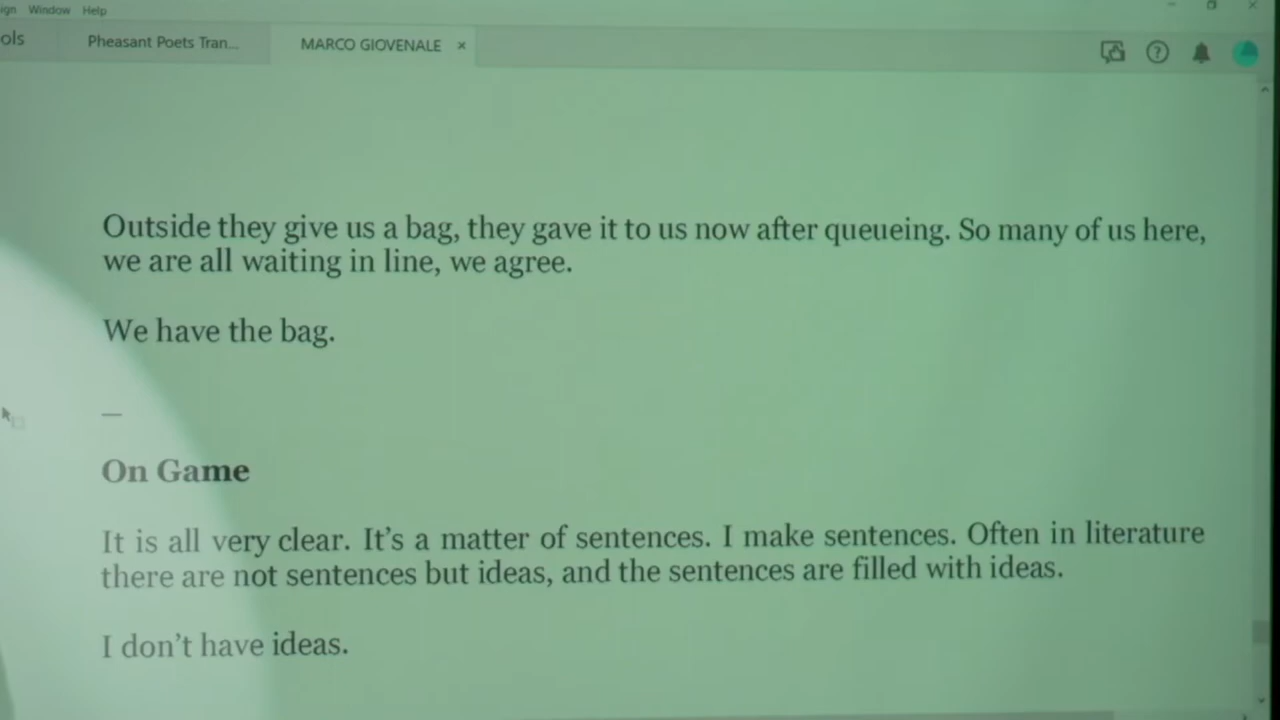 Window Help
Pheasant Poets Tran... MARCO GIOVENALE ×
Outside they give us a bag, they gave it to us now after queueing. So many of us here,
we are all waiting in line, we agree.
We have the bag.
—
On Game
It is all very clear. It’s a matter of sentences. I make sentences. Often in literature
there are not sentences but ideas, and the sentences are filled with ideas.
I don’t have ideas.